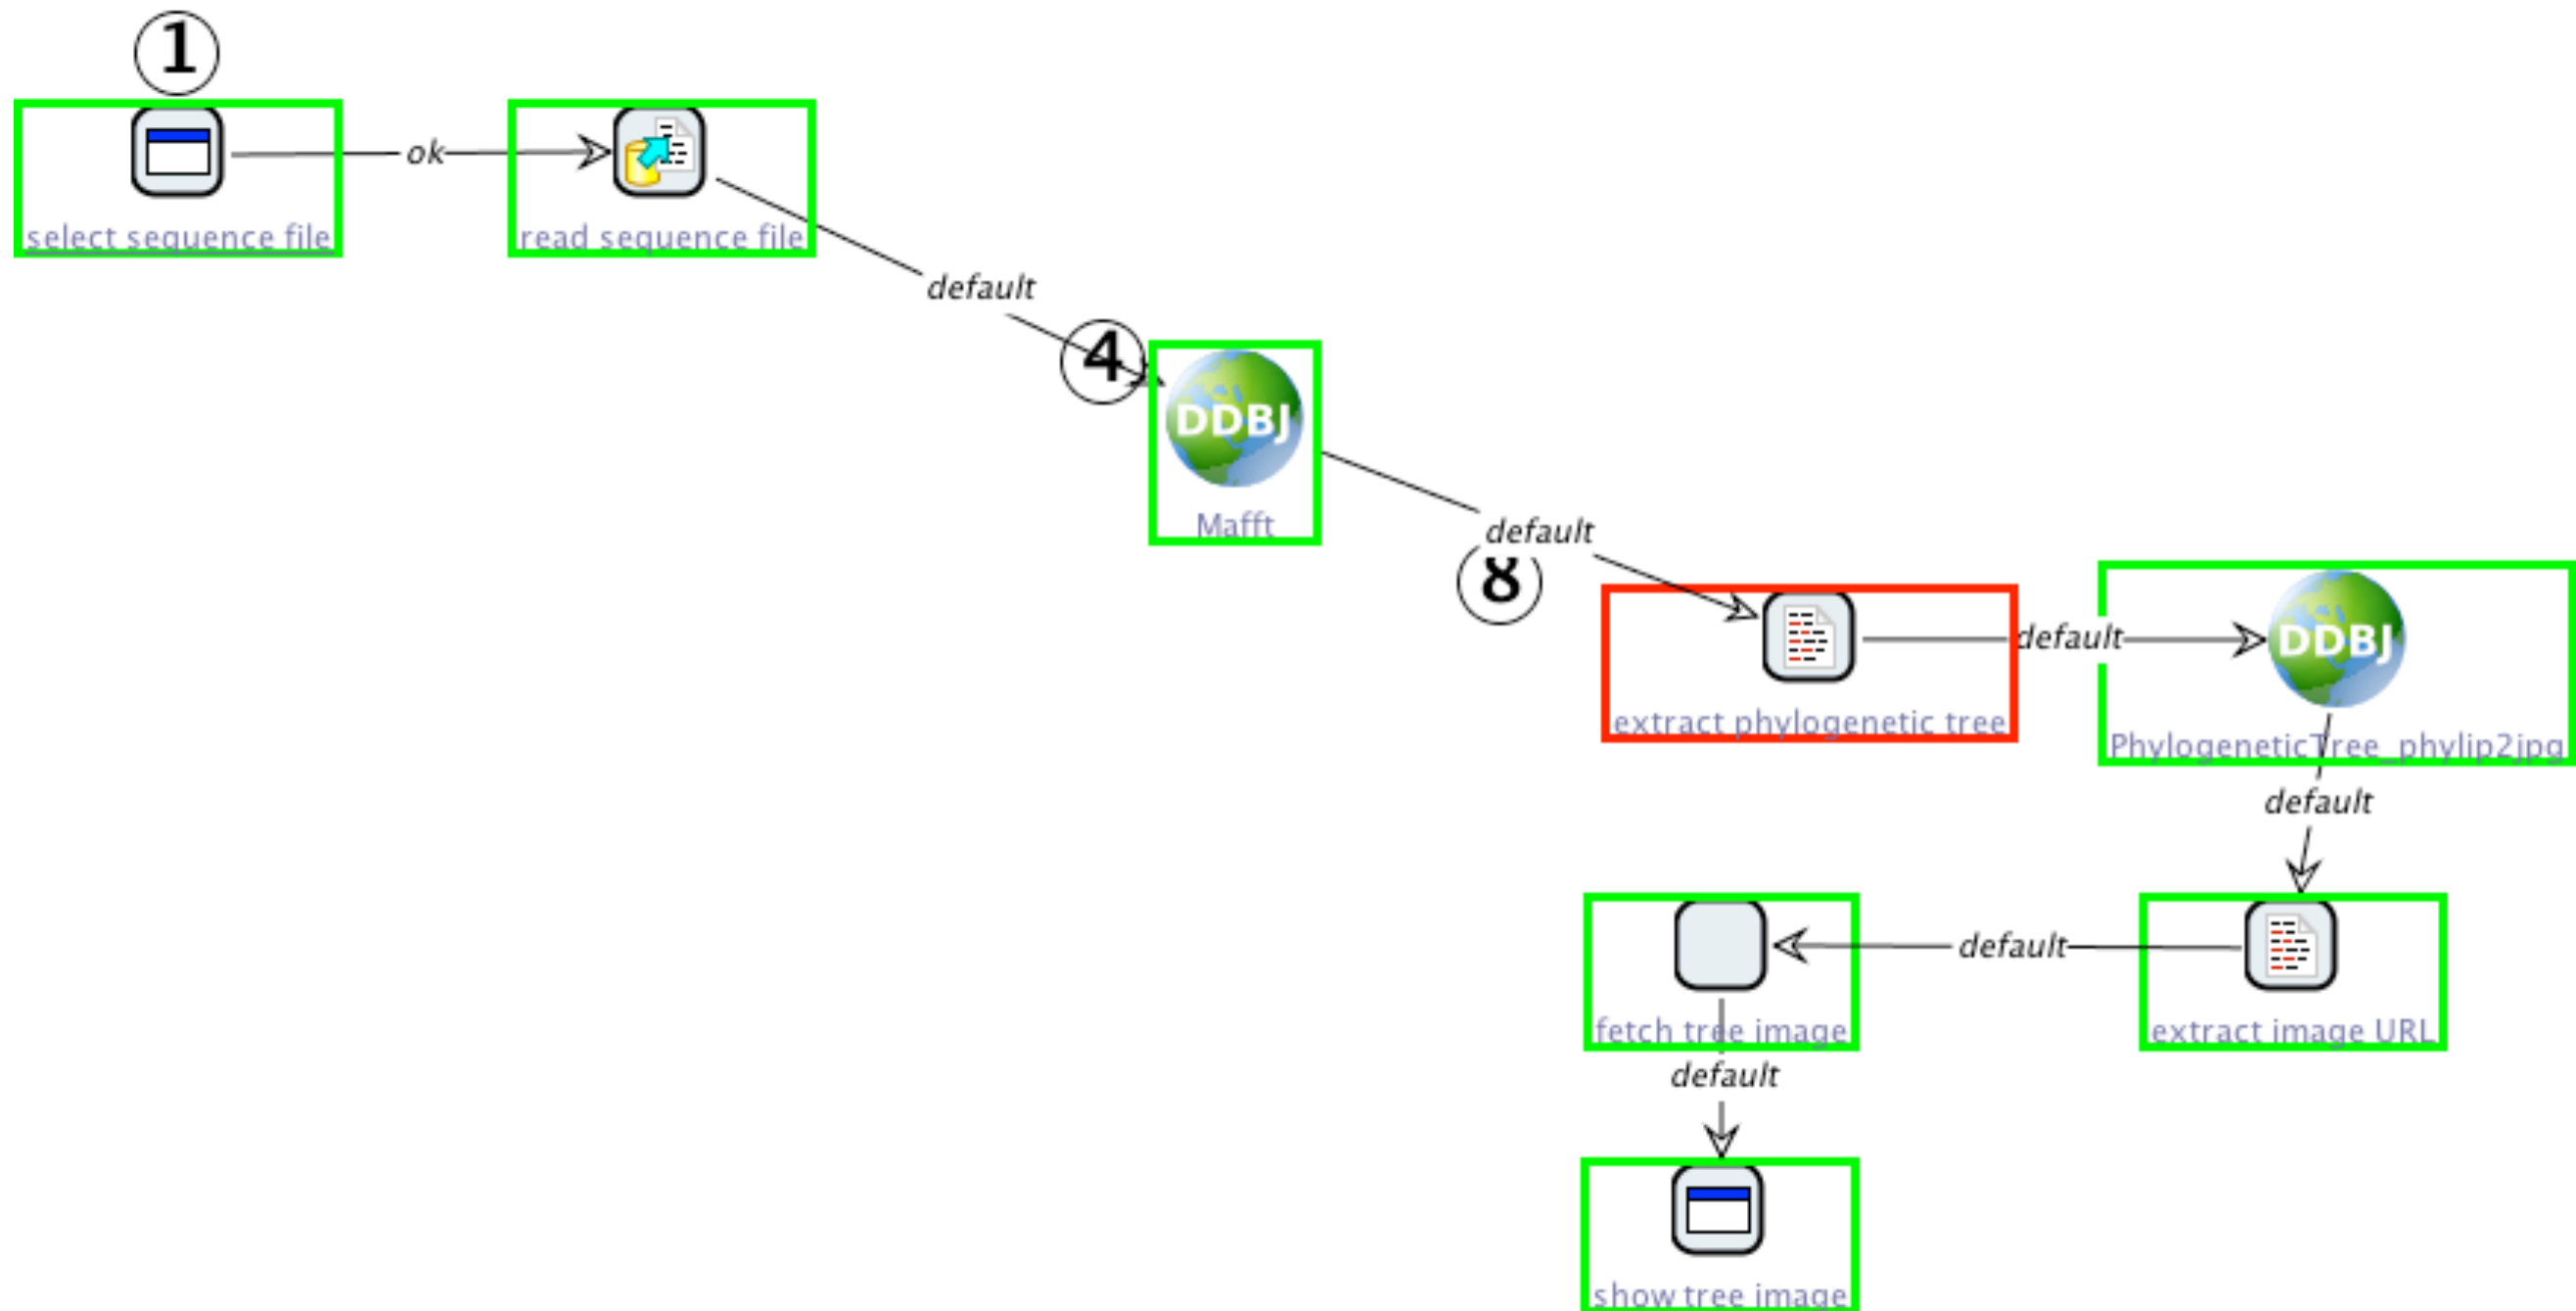 1
select sequence file
ok
read sequence file
default
4
DDBJ
Mafft
default
8
extract phylogenetic tree
default
DDBJ
PhylogeneticTree_phylip2jpg
default
fetch tree image
default
extract image URL
default
show tree image